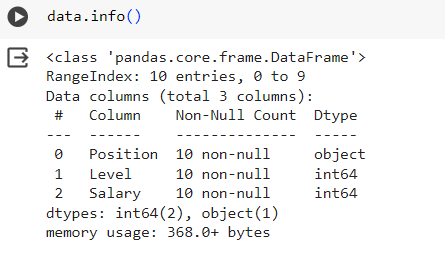 data.info()
<class 'pandas.core.frame.DataFrame'>
RangeIndex: 10 entries, 0 to 9
Data columns (total 3 columns):
 #   Column    Non-Null Count  Dtype
---  ------    --------------  -----
 0   Position  10 non-null     object
 1   Level     10 non-null     int64
 2   Salary    10 non-null     int64
dtypes: int64(2), object(1)
memory usage: 368.0+ bytes